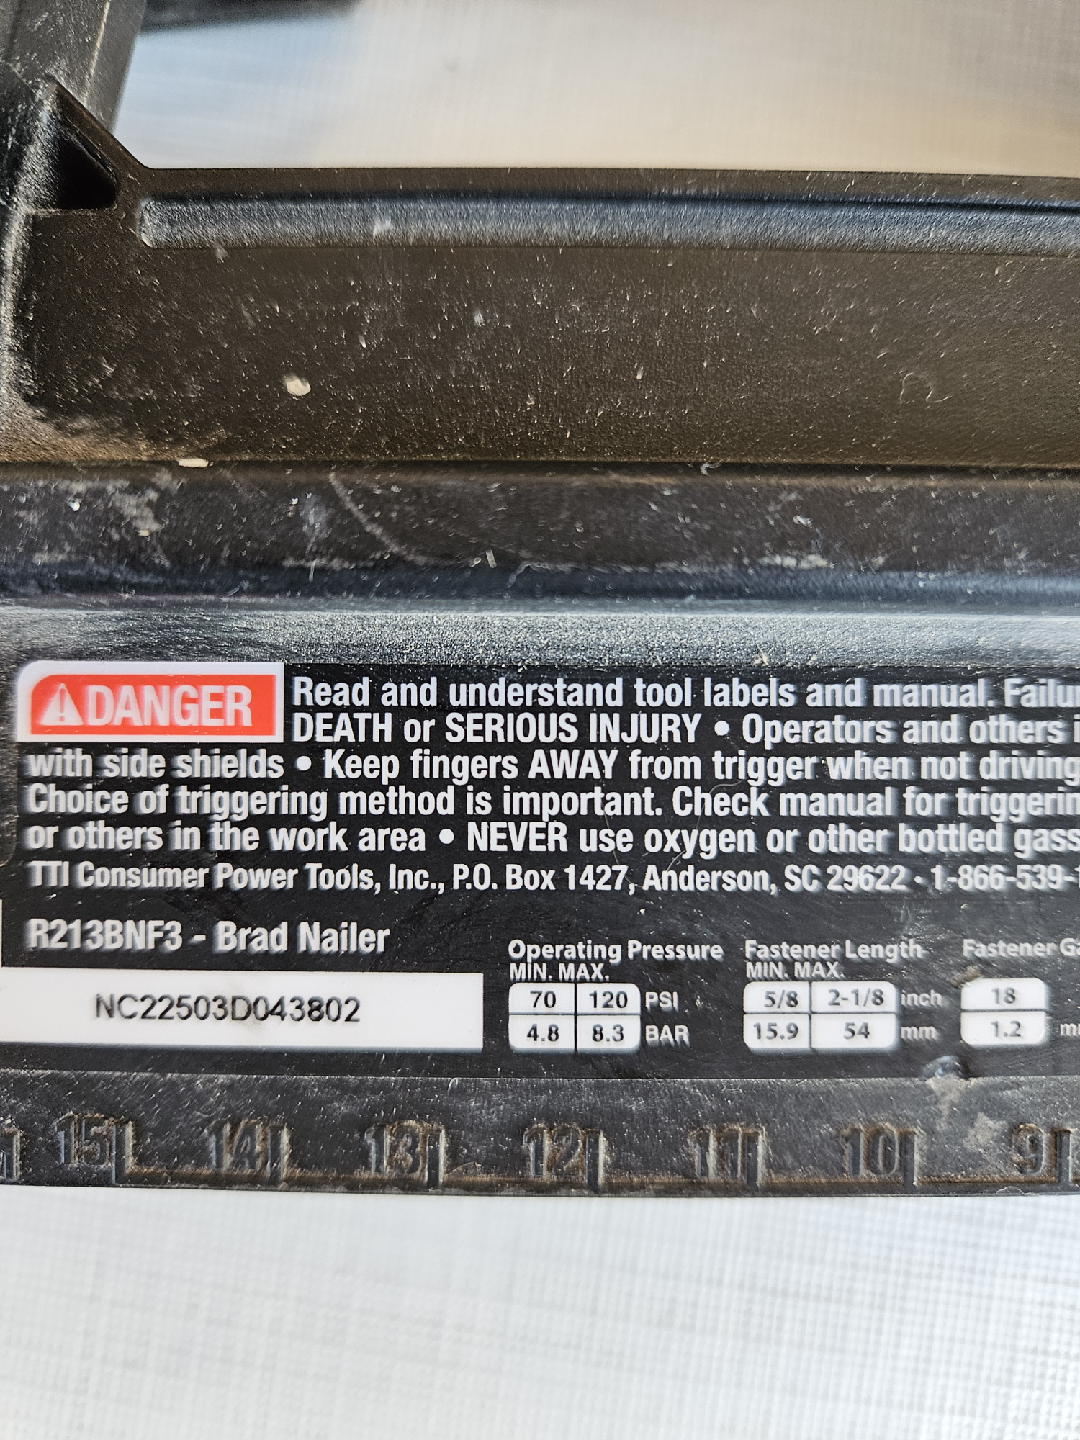 DANGER Read and understand tool labels and manual.
DEATH or SERIOUS INJURY • Operators and others
with side shields • Keep fingers AWAY from trigger when not driving
Choice of triggering method is important. Check manual for
or others in the work area • NEVER use oxygen or other bottled
TTI Consumer Power Tools, Inc., P.O. Box 1427, Anderson, SC 29622 • 1-866-539-
R213BNF3 - Brad Nailer
NC22503D043802
Operating Pressure
MIN. MAX.
70 120 PSI
4.8 8.3 BAR
Fastener Length
MIN. MAX.
5/8 2-1/8 inch
15.9 54 mm
Fastener
18
1.2
15 14 13 12 11 10 9